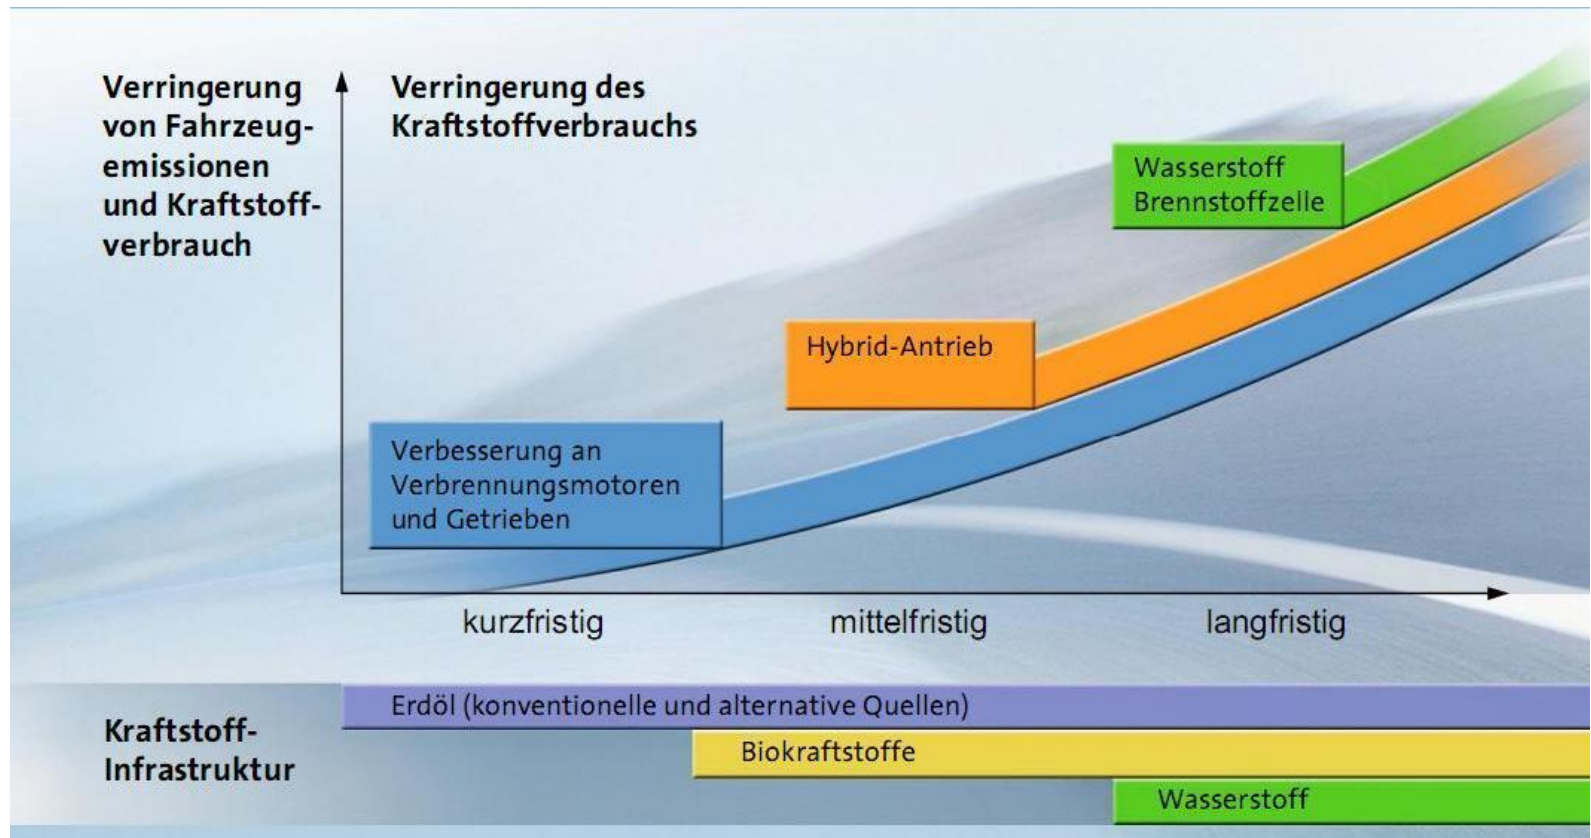 Verringerung
von Fahrzeug-
emissionen
und Kraftstoff-
verbrauch
Verringerung des
Kraftstoffverbrauchs
Wasserstoff
Brennstoffzelle
Hybrid-Antrieb
Verbesserung an
Verbrennungsmotoren
und Getrieben
kurzfristig
mittelfristig
langfristig
Kraftstoff-
Infrastruktur
Erdöl (konventionelle und alternative Quellen)
Biokraftstoffe
Wasserstoff